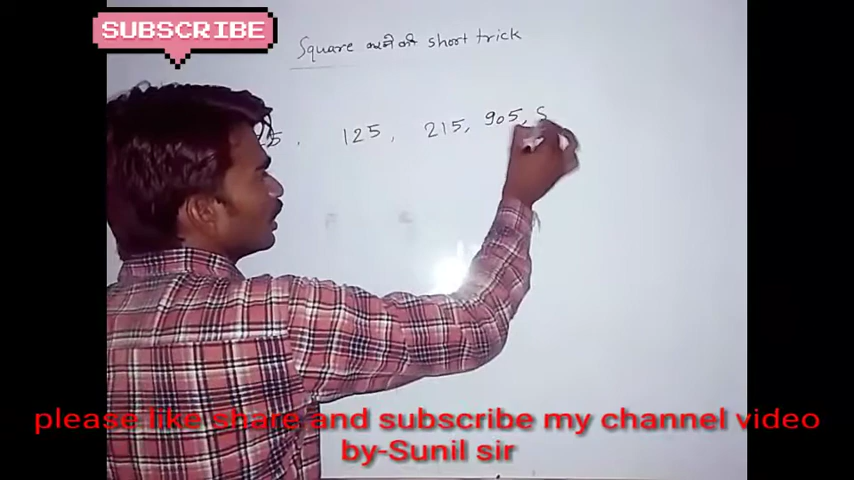 SUBSCRIBE
Square करने की short trick
125, 215, 905,
please like share and subscribe my channel video
by-Sunil sir